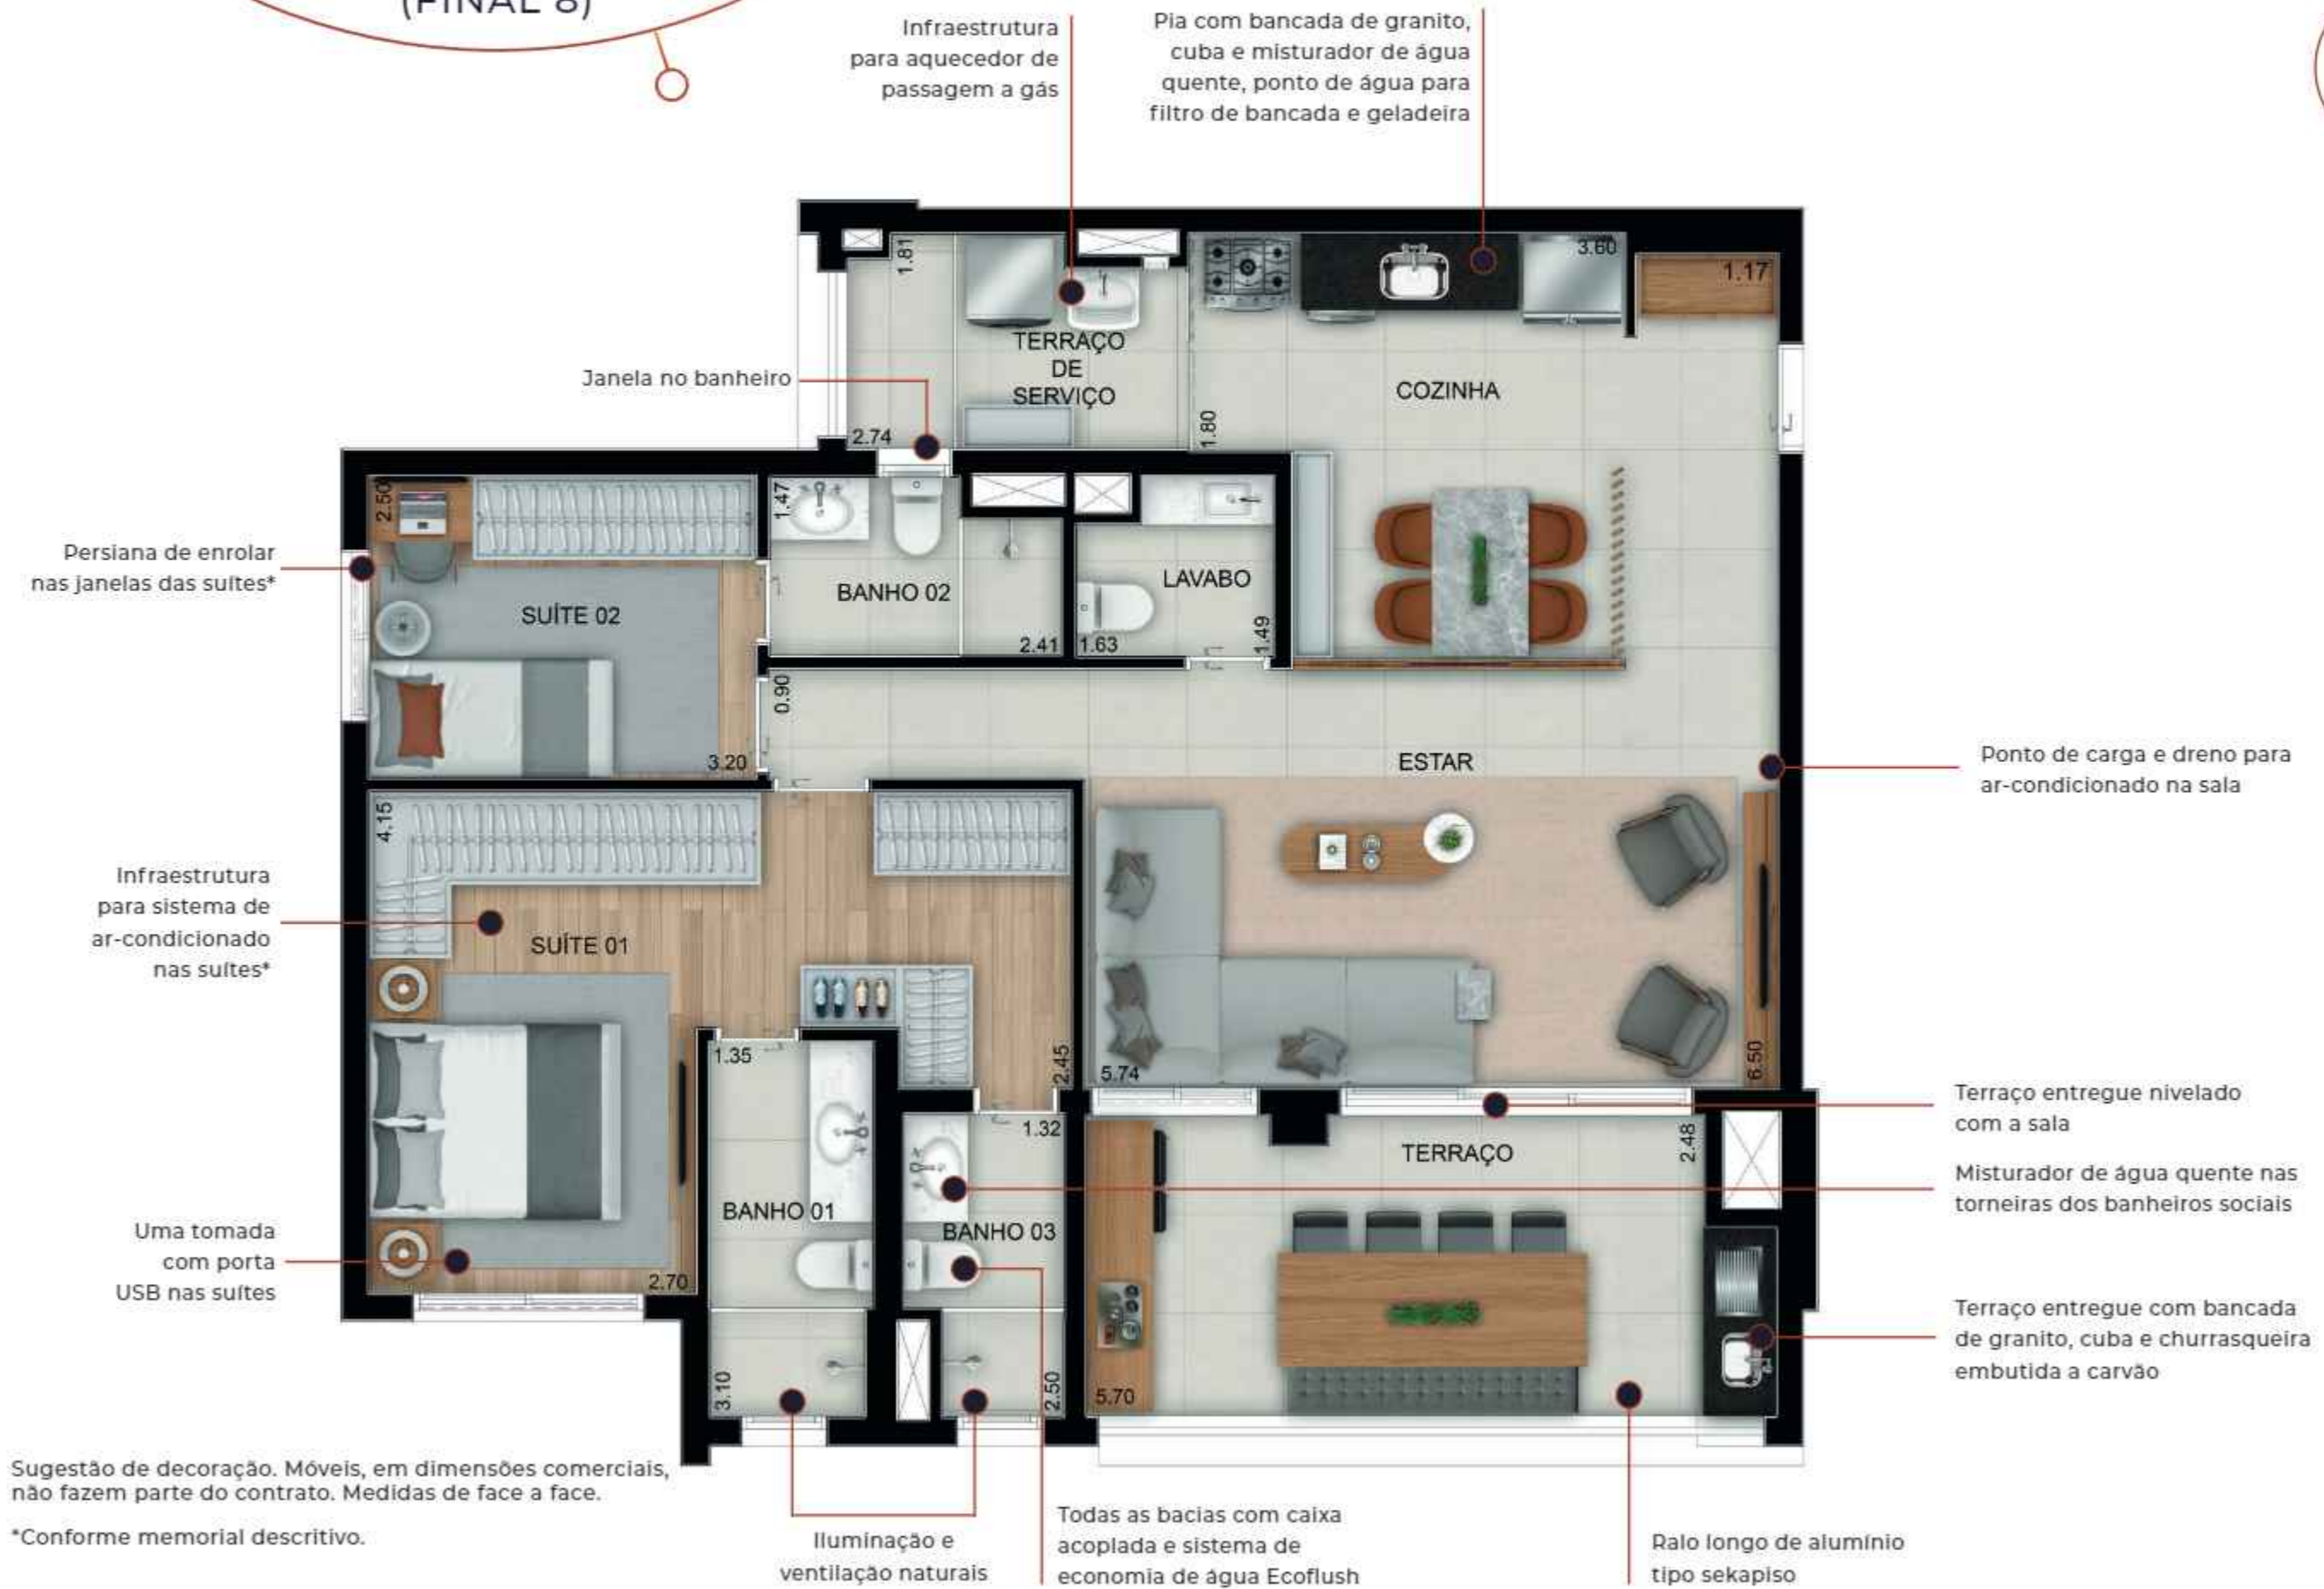 (FINAL 8)
Infraestrutura
para aquecedor de
passagem a gás
Pia com bancada de granito,
cuba e misturador de água
quente, ponto de água para
filtro de bancada e geladeira
1.81
3.60
1.17
TERRAÇO
DE
SERVIÇO
COZINHA
Janela no banheiro
2.74
1.80
2.50
1.47
Persiana de enrolar
nas janelas das suítes*
SUÍTE 02
BANHO 02
LAVABO
2.41
1.63
1.49
0.90
3.20
ESTAR
Ponto de carga e dreno para
ar-condicionado na sala
4.15
Infraestrutura
para sistema de
ar-condicionado
nas suítes*
SUÍTE 01
1.35
2.45
5.74
6.50
Terraço entregue nivelado
com a sala
1.32
2.48
TERRAÇO
Misturador de água quente nas
torneiras dos banheiros sociais
BANHO 01
BANHO 03
Uma tomada
com porta
USB nas suítes
2.70
Terraço entregue com bancada
de granito, cuba e churrasqueira
embutida a carvão
3.10
2.50
5.70
Sugestão de decoração. Móveis, em dimensões comerciais,
não fazem parte do contrato. Medidas de face a face.
*Conforme memorial descritivo.
Iluminação e
ventilação naturais
Todas as bacias com caixa
acoplada e sistema de
economia de água Ecoflush
Ralo longo de alumínio
tipo sekapiso